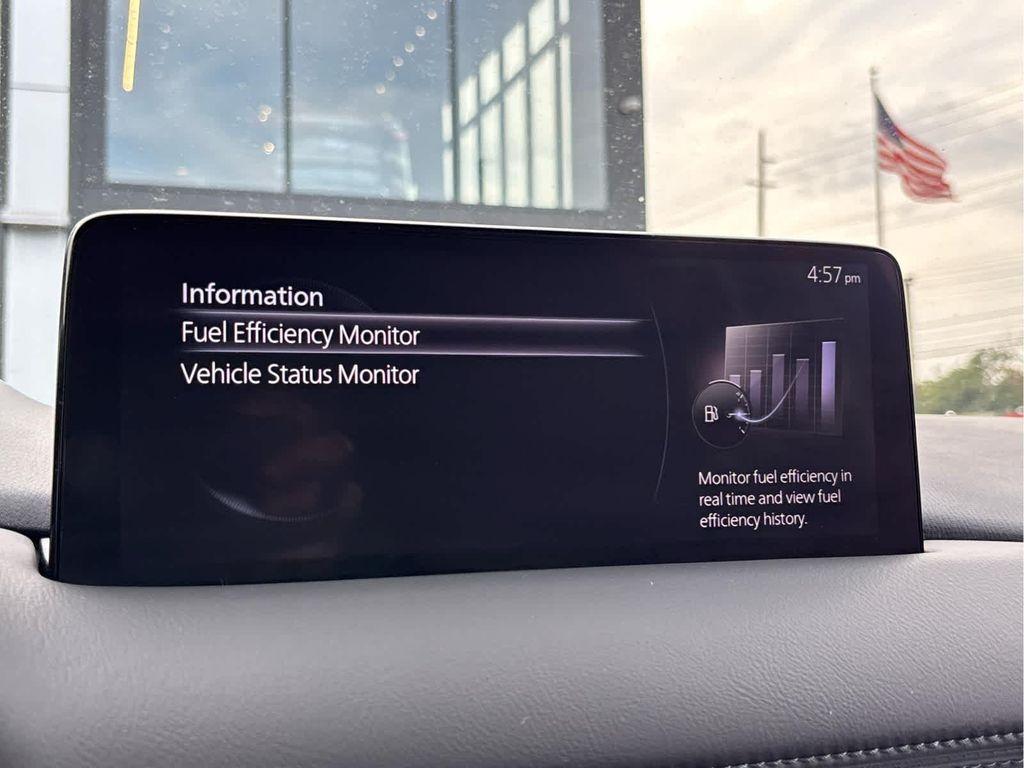 4:57 pm
Information
Fuel Efficiency Monitor
Vehicle Status Monitor
Monitor fuel efficiency in
real time and view fuel
efficiency history.